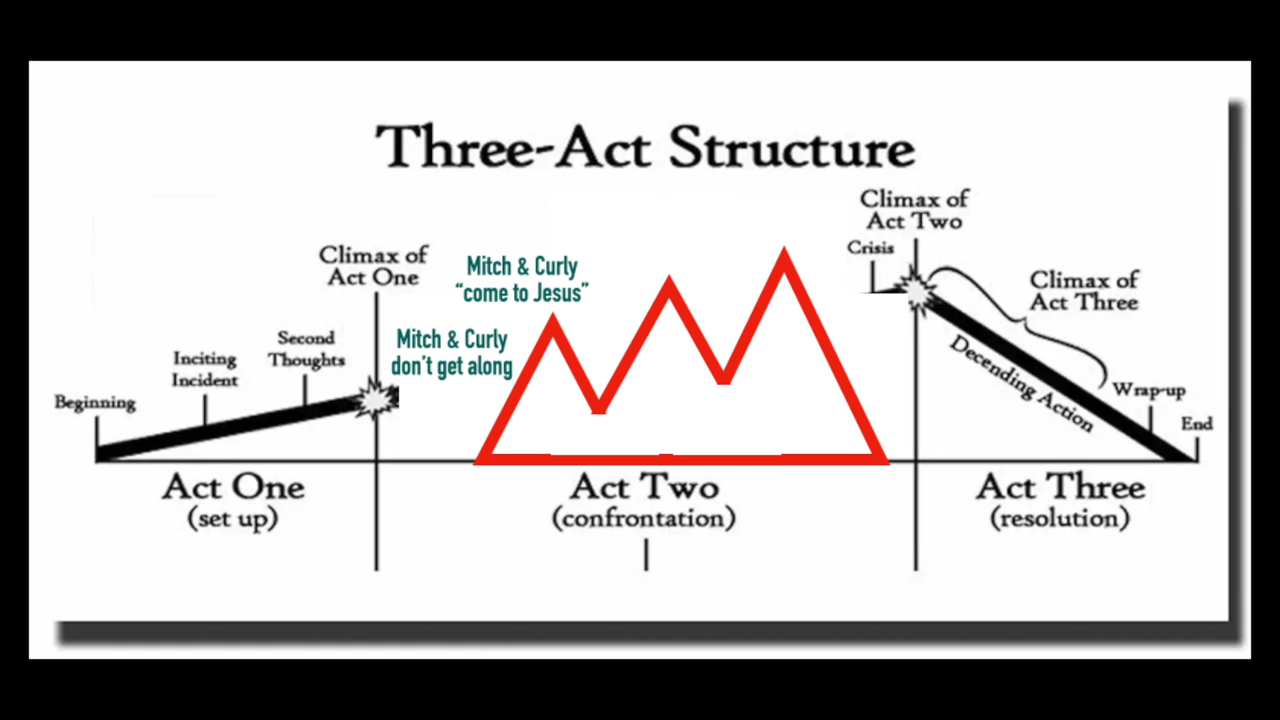 Three-Act Structure
Climax of
Act Two
Crisis
Climax of
Act One
Mitch & Curly
“come to Jesus”
Climax of
Act Three
Second
Thoughts
Mitch & Curly
don’t get along
Inciting
Incident
Beginning
Decending Action
Wrap-up
End
Act One
(set up)
Act Two
(confrontation)
Act Three
(resolution)